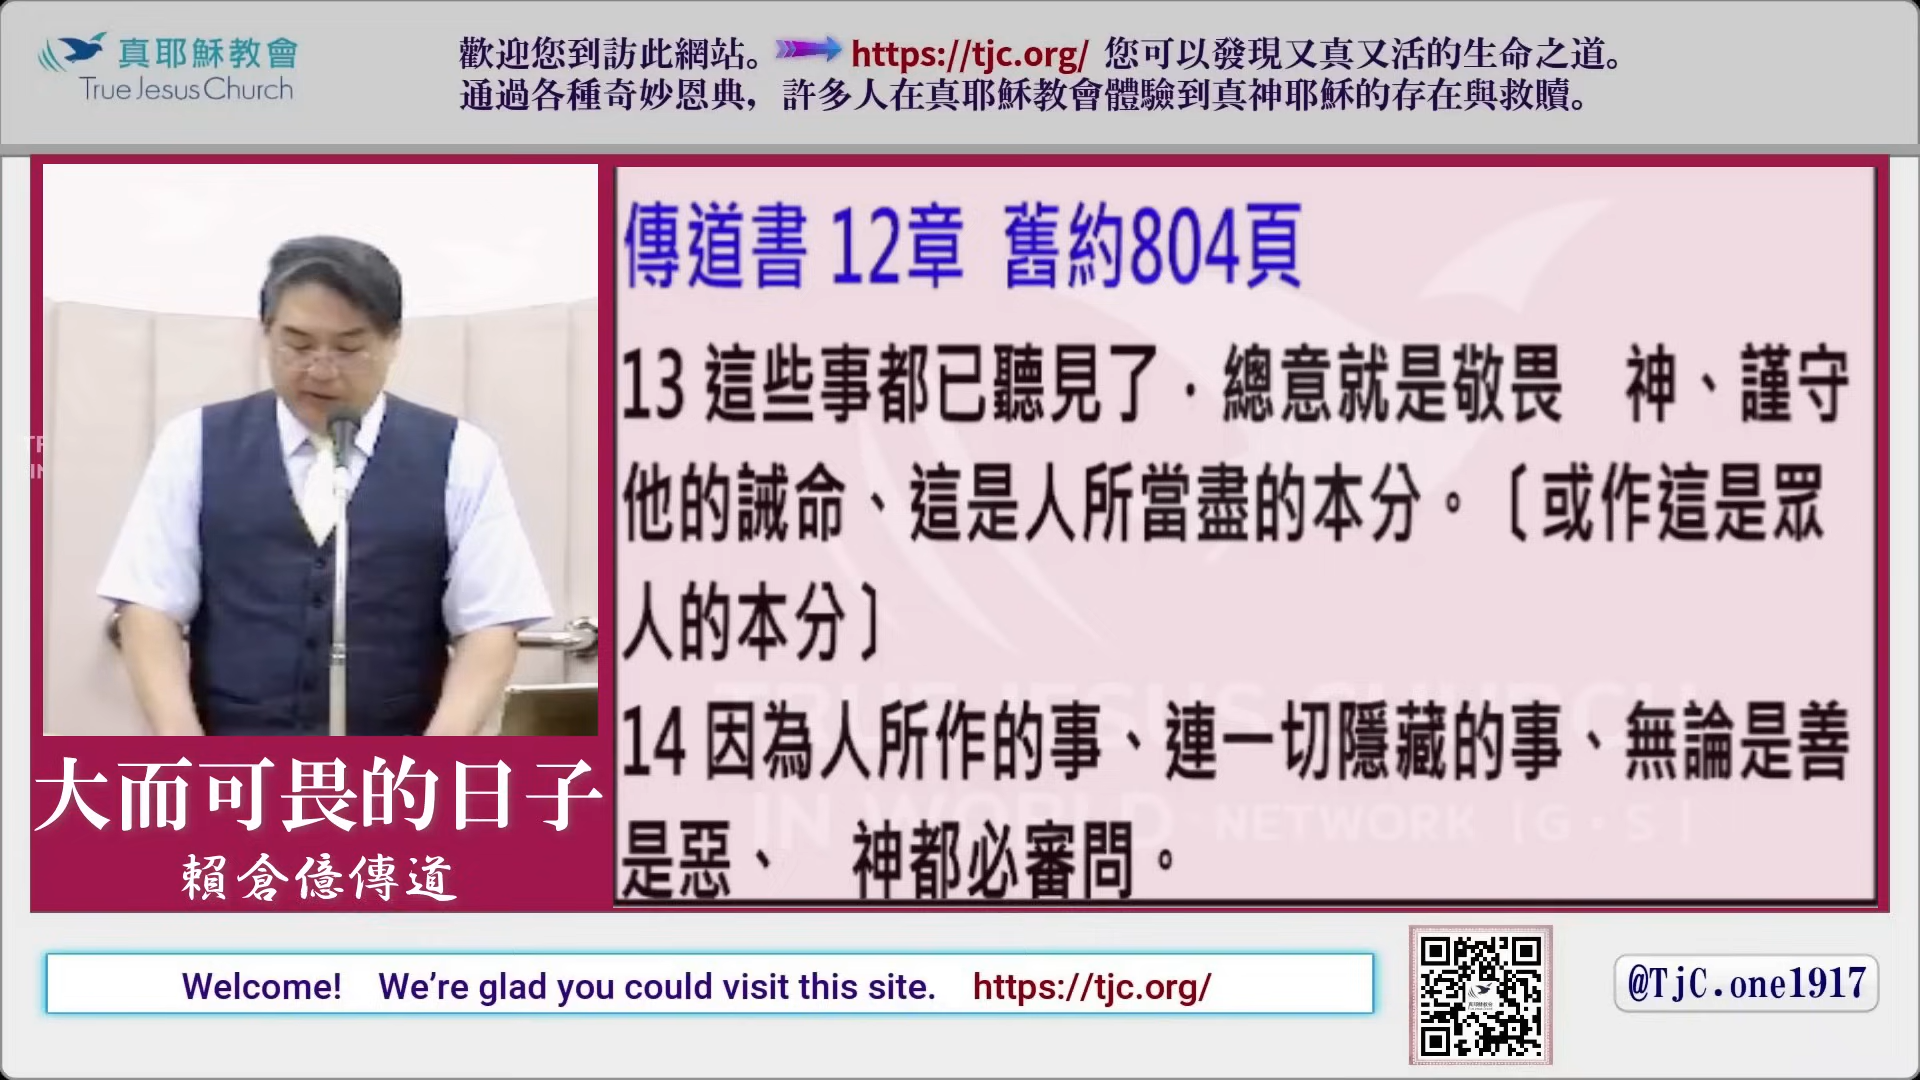 真耶穌教會
True Jesus Church
歡迎您到訪此網站。 https://tjc.org/ 您可以發現又真又活的生命之道。
通過各種奇妙恩典，許多人在真耶穌教會體驗到真神耶穌的存在與救贖。
傳道書 12章 舊約804頁
13 這些事都已聽見了．總意就是敬畏　神、謹守
他的誡命、這是人所當盡的本分。〔或作這是眾
人的本分〕
14 因為人所作的事、連一切隱藏的事、無論是善
是惡、　神都必審問。
TRUE JESUS CHURCH
IN WORLD NETWORK [G·S]
大而可畏的日子
賴倉億傳道
Welcome! We’re glad you could visit this site. https://tjc.org/
@TjC.one1917